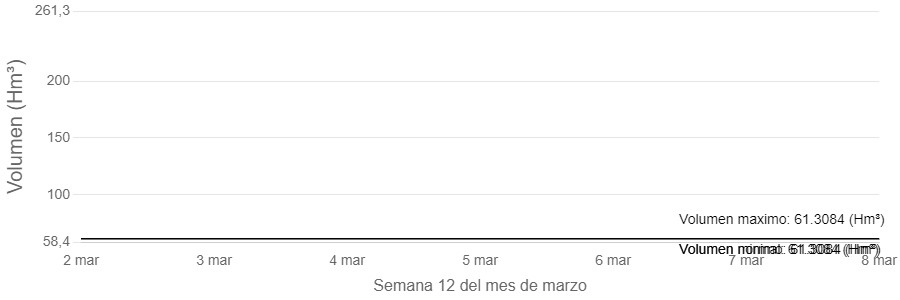 261,3
Volumen (Hm³)
200
150
100
Volumen maximo: 61.3084 (Hm³)
58,4
Volumen
2 mar 3 mar 4 mar 5 mar 6 mar 7 mar 8 mar
Semana 12 del mes de marzo